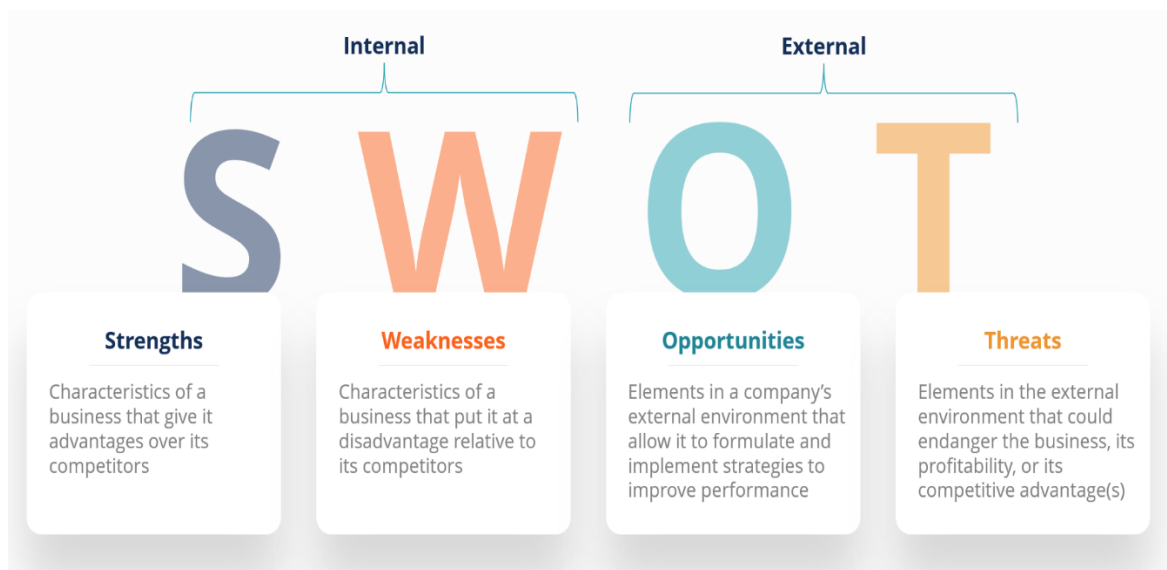 Internal
External
S W O T
Strengths
Characteristics of a
business that give it
advantages over its
competitors
Weaknesses
Characteristics of a
business that put it at a
disadvantage relative to
its competitors
Opportunities
Elements in a company’s
external environment that
allow it to formulate and
implement strategies to
improve performance
Threats
Elements in the external
environment that could
endanger the business, its
profitability, or its
competitive advantage(s)